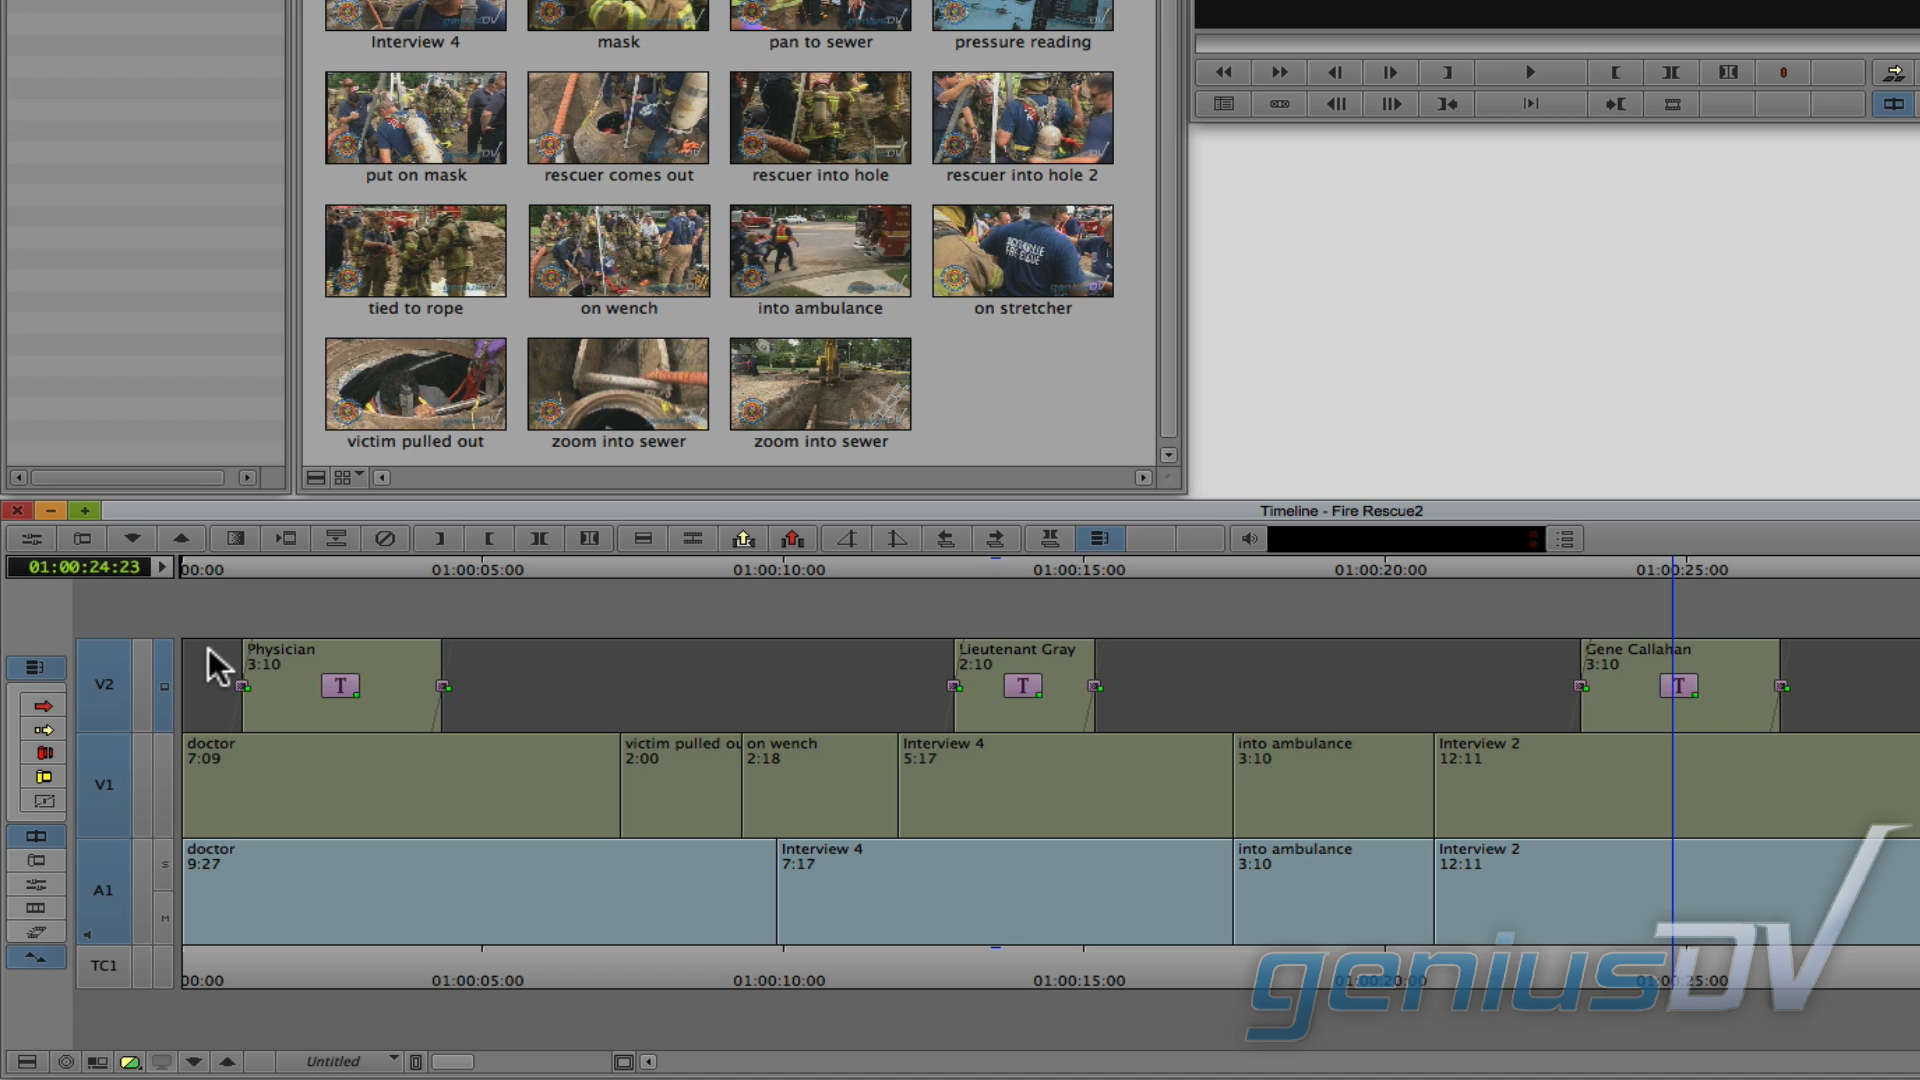 Interview 4
mask
pan to sewer
pressure reading
put on mask
rescuer comes out
rescuer into hole
rescuer into hole 2
tied to rope
on wench
into ambulance
on stretcher
victim pulled out
zoom into sewer
zoom into sewer
Timeline - Fire Rescue2
01:00:24:23
00:00
01:00:05:00
01:00:10:00
01:00:15:00
01:00:20:00
01:00:25:00
V2
Physician
3:10
T
Lieutenant Gray
2:10
T
Gene Callahan
3:10
T
V1
doctor
7:09
victim pulled ou
2:00
on wench
2:18
Interview 4
5:17
into ambulance
3:10
Interview 2
12:11
A1
S
M
doctor
9:27
Interview 4
7:17
into ambulance
3:10
Interview 2
12:11
TC1
00:00
01:00:05:00
01:00:10:00
01:00:15:00
01:00:20:00
01:00:25:00
geniusDV
Untitled